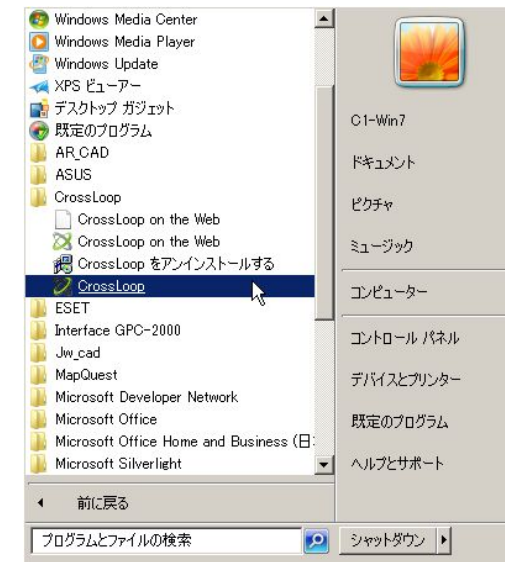 Windows Media Center
Windows Media Player
Windows Update
XPS ビューアー
デスクトップ ガジェット
既定のプログラム
AR_CAD
ASUS
CrossLoop
CrossLoop on the Web
CrossLoop on the Web
CrossLoop をアンインストールする
CrossLoop
ESET
Interface GPC-2000
Jw_cad
MapQuest
Microsoft Developer Network
Microsoft Office
Microsoft Office Home and Business (日
Microsoft Silverlight
前に戻る
プログラムとファイルの検索
C1-Win7
ドキュメント
ピクチャ
ミュージック
コンピューター
コントロール パネル
デバイスとプリンター
既定のプログラム
ヘルプとサポート
シャットダウン